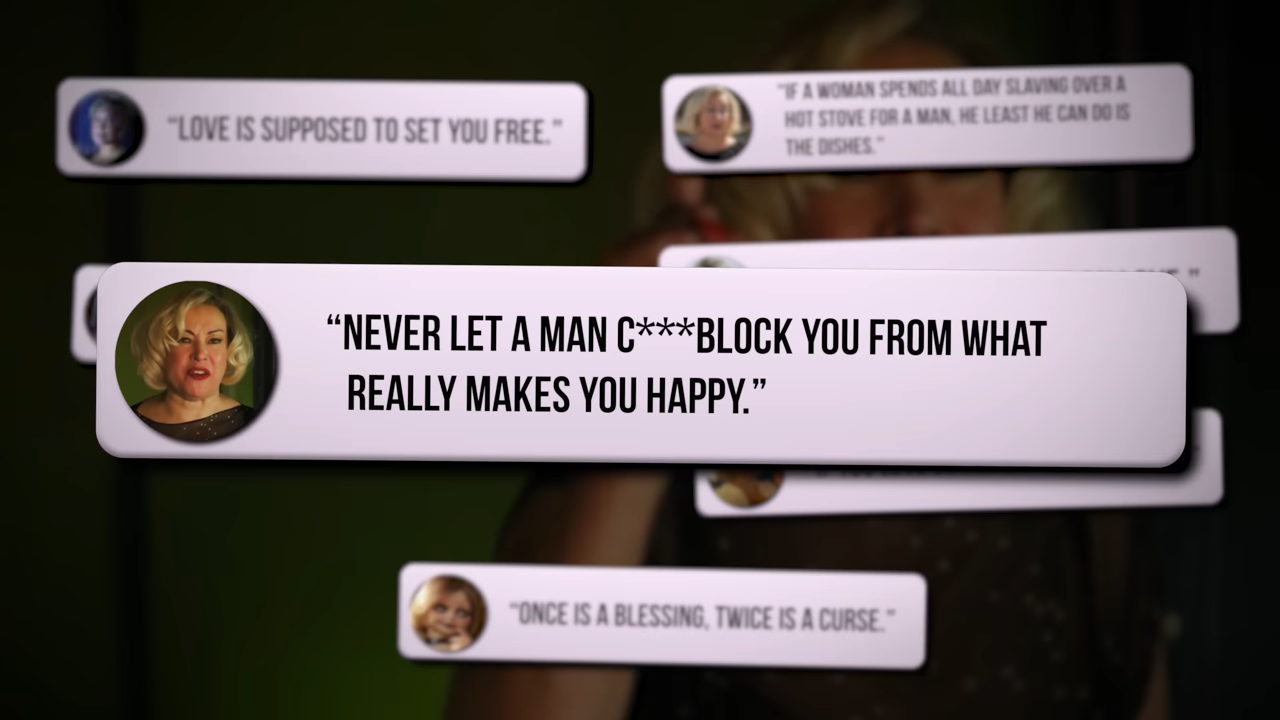 "LOVE IS SUPPOSED TO SET YOU FREE."
"IF A WOMAN SPENDS ALL DAY SLAVING OVER A
HOT STOVE FOR A MAN, HE LEAST HE CAN DO IS
THE DISHES."
“NEVER LET A MAN C***BLOCK YOU FROM WHAT
REALLY MAKES YOU HAPPY.”
"ONCE IS A BLESSING, TWICE IS A CURSE."